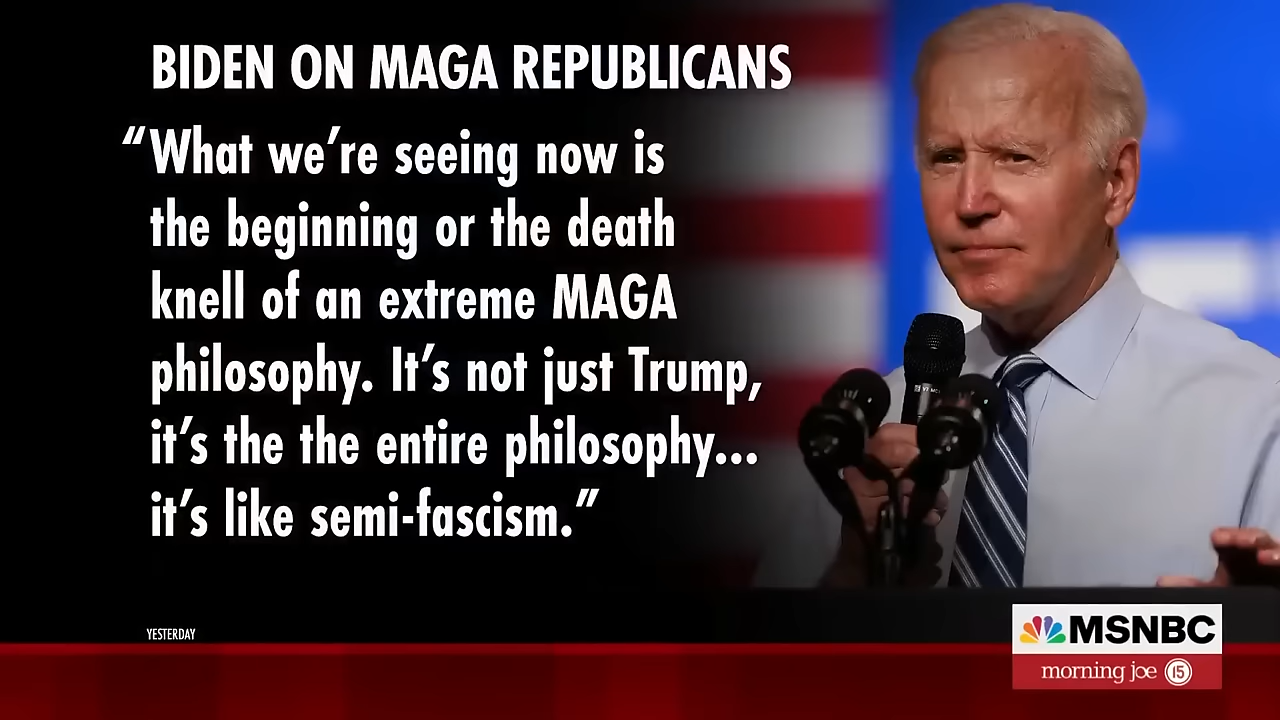 BIDEN ON MAGA REPUBLICANS
“What we’re seeing now is
the beginning or the death
knell of an extreme MAGA
philosophy. It’s not just Trump,
it’s the the entire philosophy...
it’s like semi-fascism.”
YESTERDAY
MSNBC
morning joe 15